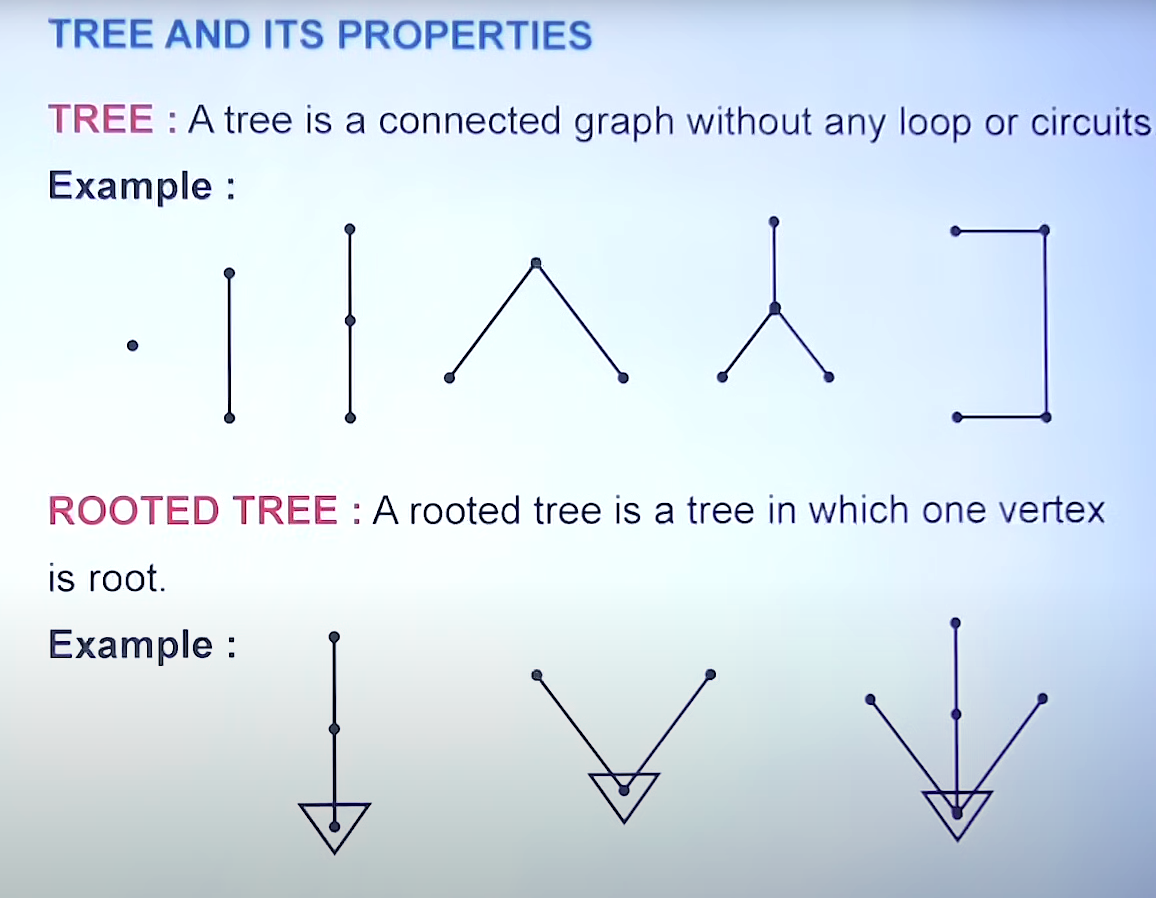 TREE AND ITS PROPERTIES
TREE : A tree is a connected graph without any loop or circuits
Example :
ROOTED TREE : A rooted tree is a tree in which one vertex
is root.
Example :